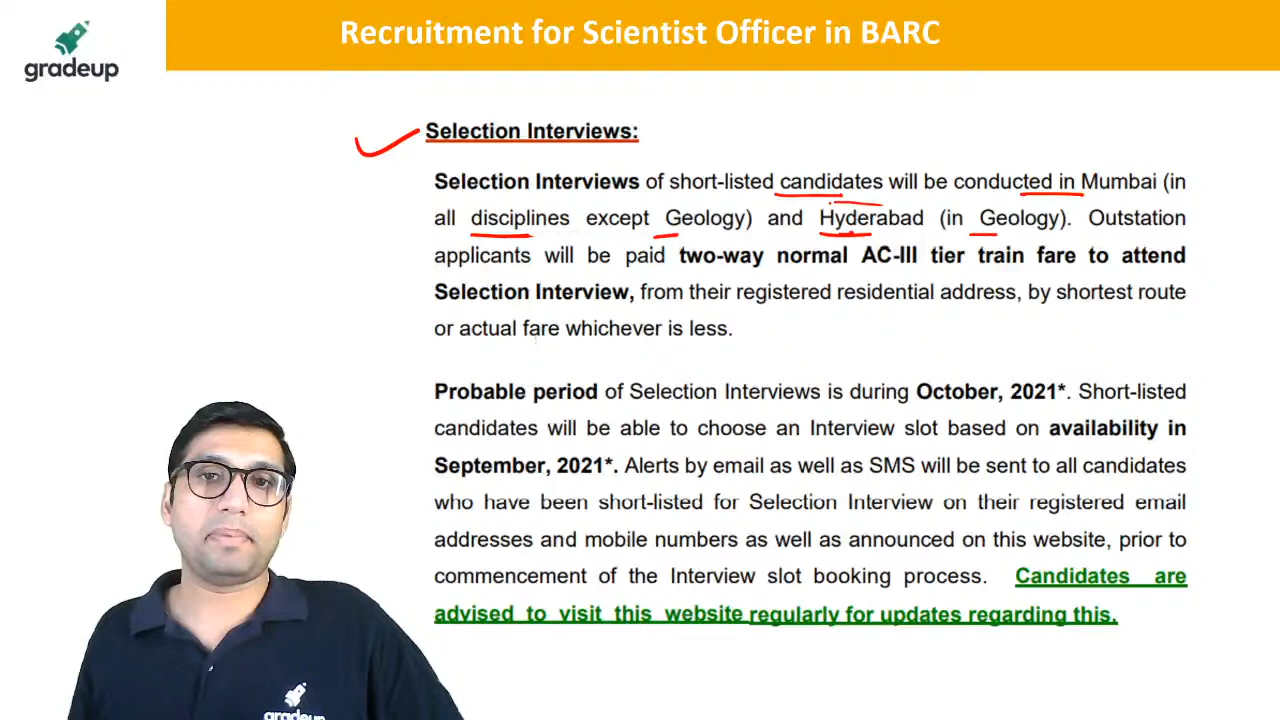 Recruitment for Scientist Officer in BARC
gradeup
Selection Interviews:
Selection Interviews of short-listed candidates will be conducted in Mumbai (in
all disciplines except Geology) and Hyderabad (in Geology). Outstation
applicants will be paid two-way normal AC-III tier train fare to attend
Selection Interview, from their registered residential address, by shortest route
or actual fare whichever is less.
Probable period of Selection Interviews is during October, 2021*. Short-listed
candidates will be able to choose an Interview slot based on availability in
September, 2021*. Alerts by email as well as SMS will be sent to all candidates
who have been short-listed for Selection Interview on their registered email
addresses and mobile numbers as well as announced on this website, prior to
commencement of the Interview slot booking process. Candidates are
advised to visit this website regularly for updates regarding this.
gradeup